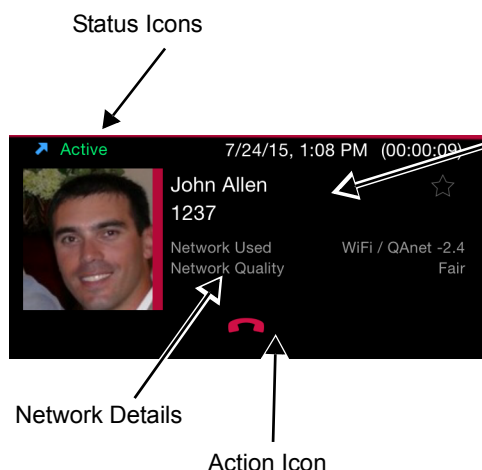 Status Icons
Active 7/24/15, 1:08 PM (00:00:09)
John Allen
1237
Network Used WiFi / QAnet -2.4
Network Quality Fair
Network Details
Action Icon